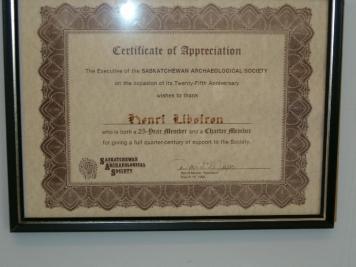 Certificate of Appreciation
The Executive of the SASKATCHEWAN ARCHAEOLOGICAL SOCIETY
on the occasion of its Twenty-Fifth Anniversary
wishes to thank
Henri Liboiron
who is both a 25-Year Member and a Charter Member
for giving a full quarter-century of support to the Society.
SASKATCHEWAN
ARCHAEOLOGICAL
SOCIETY